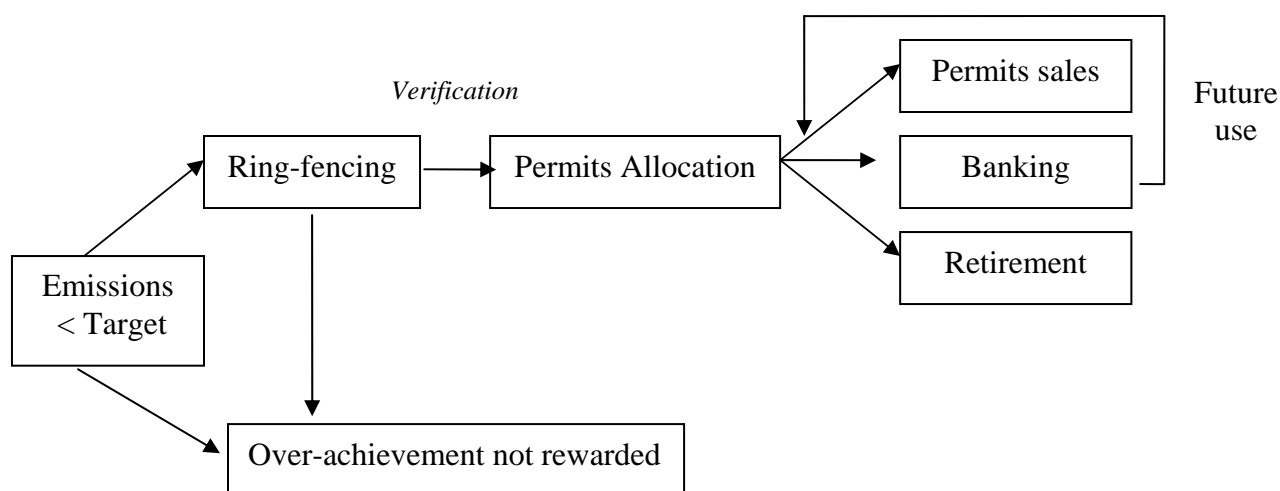 Permits sales
Future
use
Verification
Ring-fencing
Permits Allocation
Banking
Retirement
Emissions
< Target
Over-achievement not rewarded